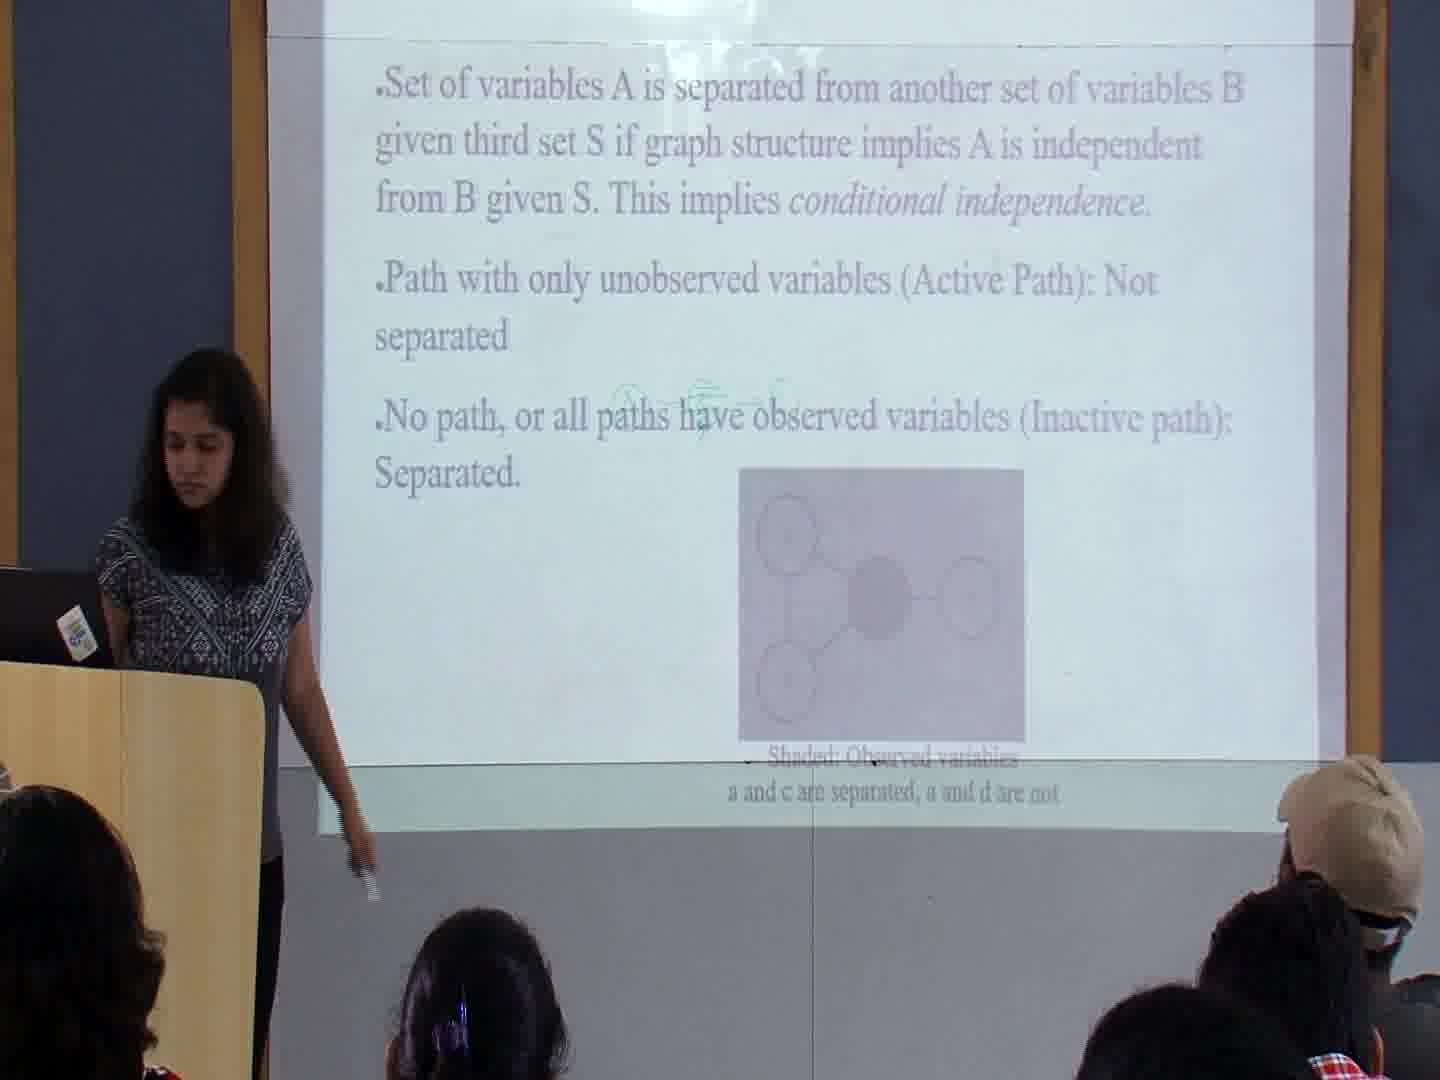 .Set of variables A is separated from another set of variables B
given third set S if graph structure implies A is independent
from B given S. This implies conditional independence.
.Path with only unobserved variables (Active Path): Not
separated
.No path, or all paths have observed variables (Inactive path):
Separated.
Shaded: Observed variables
a and c are separated, a and d are not